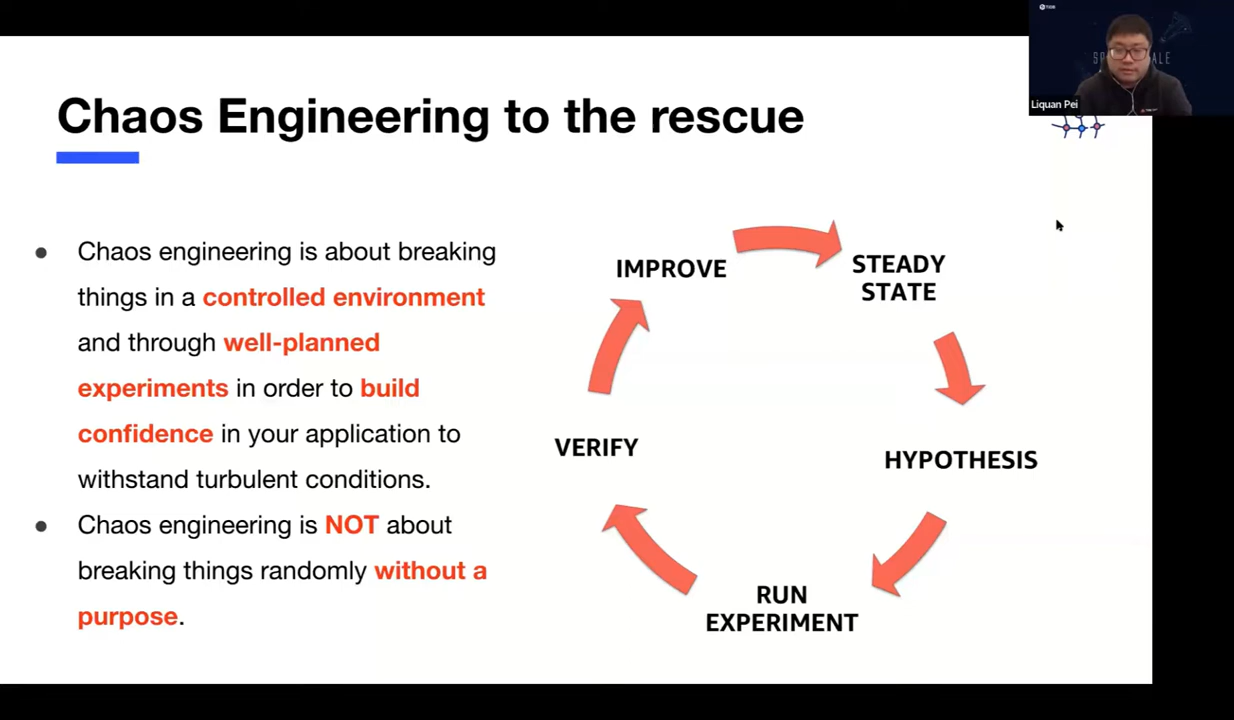 Chaos Engineering to the rescue
Liquan Pei
● Chaos engineering is about breaking
things in a controlled environment
and through well-planned
experiments in order to build
confidence in your application to
withstand turbulent conditions.
● Chaos engineering is NOT about
breaking things randomly without a
purpose.
IMPROVE
STEADY
STATE
HYPOTHESIS
RUN
EXPERIMENT
VERIFY